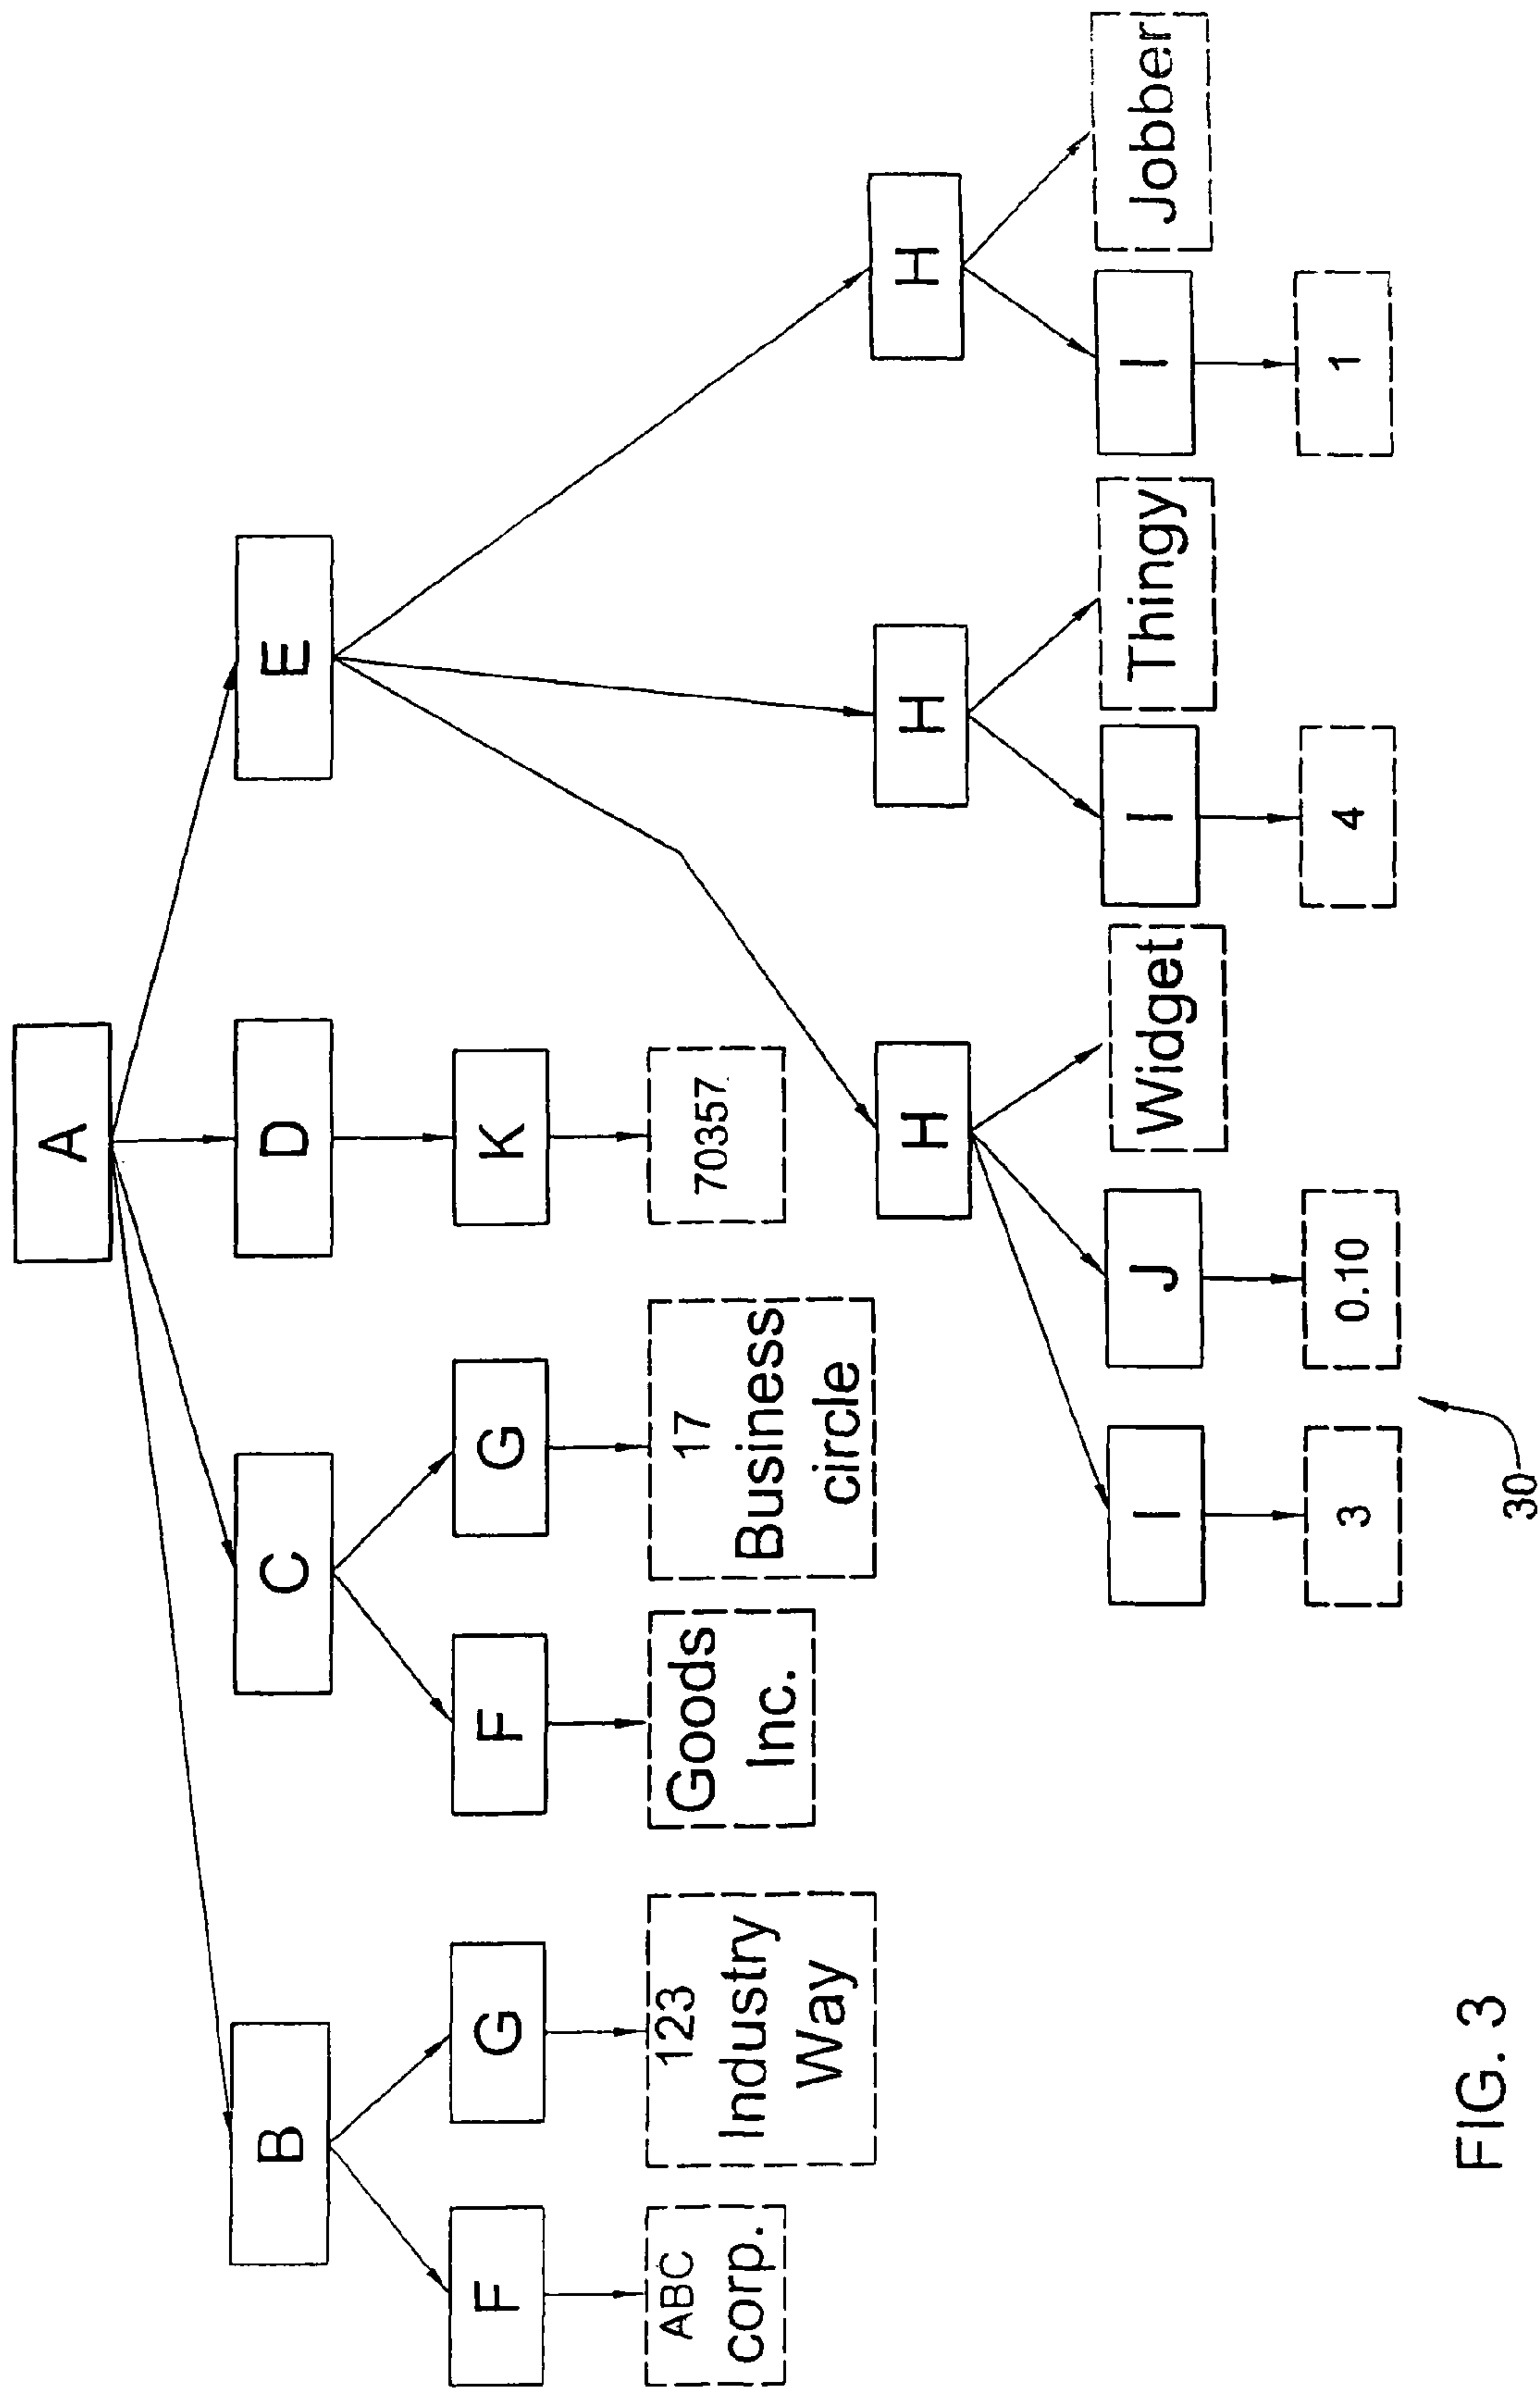 A
B
C
D
E
F
G
F
G
K
ABC
corp.
123
Industry
Way
Goods
Inc.
17
Business
circle
70357
H
H
H
I
J
Widget
I
Thingy
I
Jobber
3
0.10
4
1
30
FIG. 3